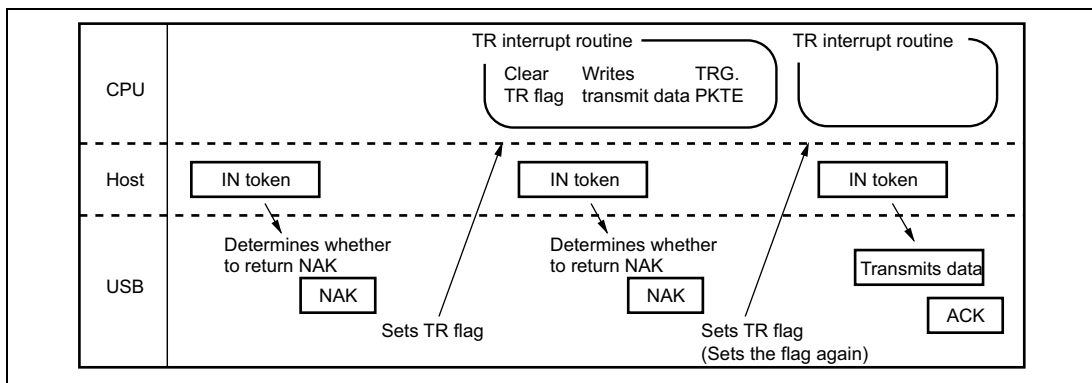 TR interrupt routine
TR interrupt routine
Clear Writes TRG.
TR flag transmit data PKTE
CPU
Host
IN token
IN token
IN token
Determines whether
to return NAK
Determines whether
to return NAK
Transmits data
USB
NAK
NAK
ACK
Sets TR flag
Sets TR flag
(Sets the flag again)